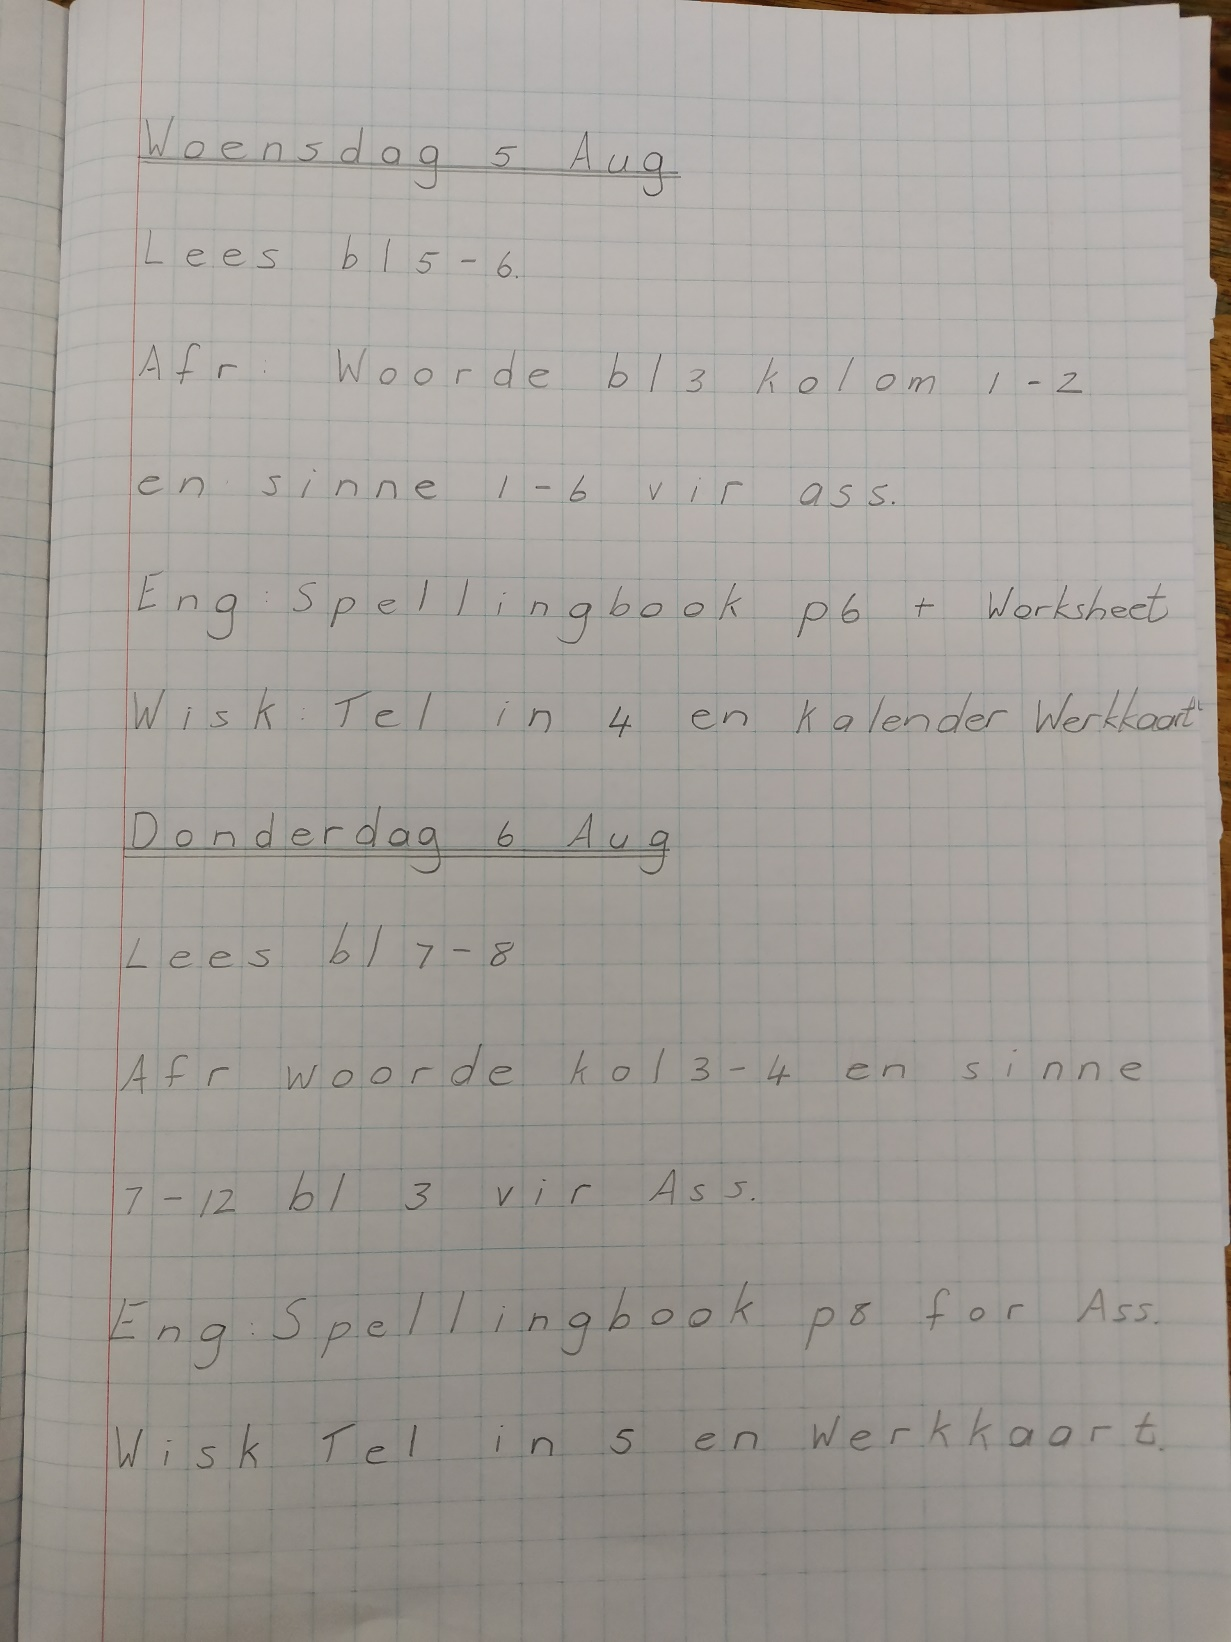 Woensdag 5 Aug
Lees bl 5-6.
Afr: Woorde bl 3 kolom 1-2
en sinne 1-6 vir ass.
Eng: Spellingbook p6 + Worksheet
Wisk: Tel in 4 en Kalender Werkkaart
Donderdag 6 Aug
Lees bl 7-8
Afr woorde kol 3-4 en sinne
7-12 bl 3 vir Ass.
Eng: Spellingbook p8 for Ass.
Wisk Tel in 5 en Werkkaart.